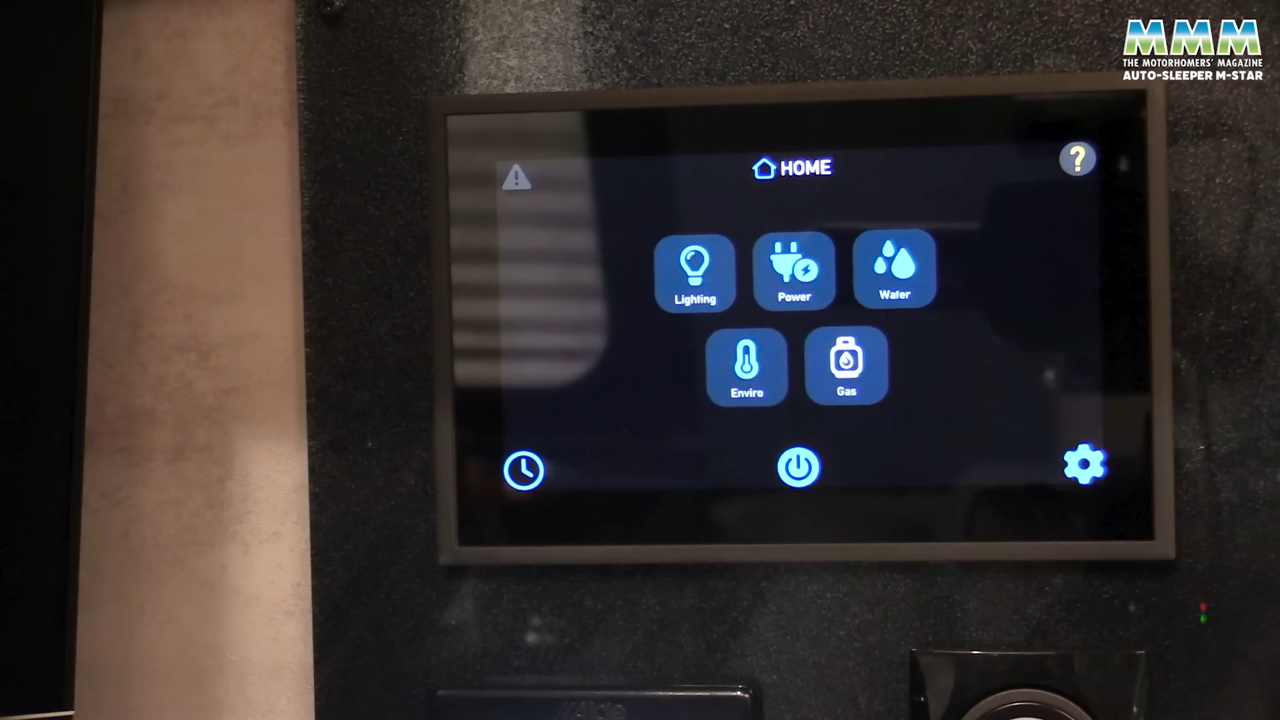 MMM
THE MOTORHOMERS' MAGAZINE
AUTO-SLEEPER M-STAR
HOME
?
Lighting
Power
Water
Enviro
Gas